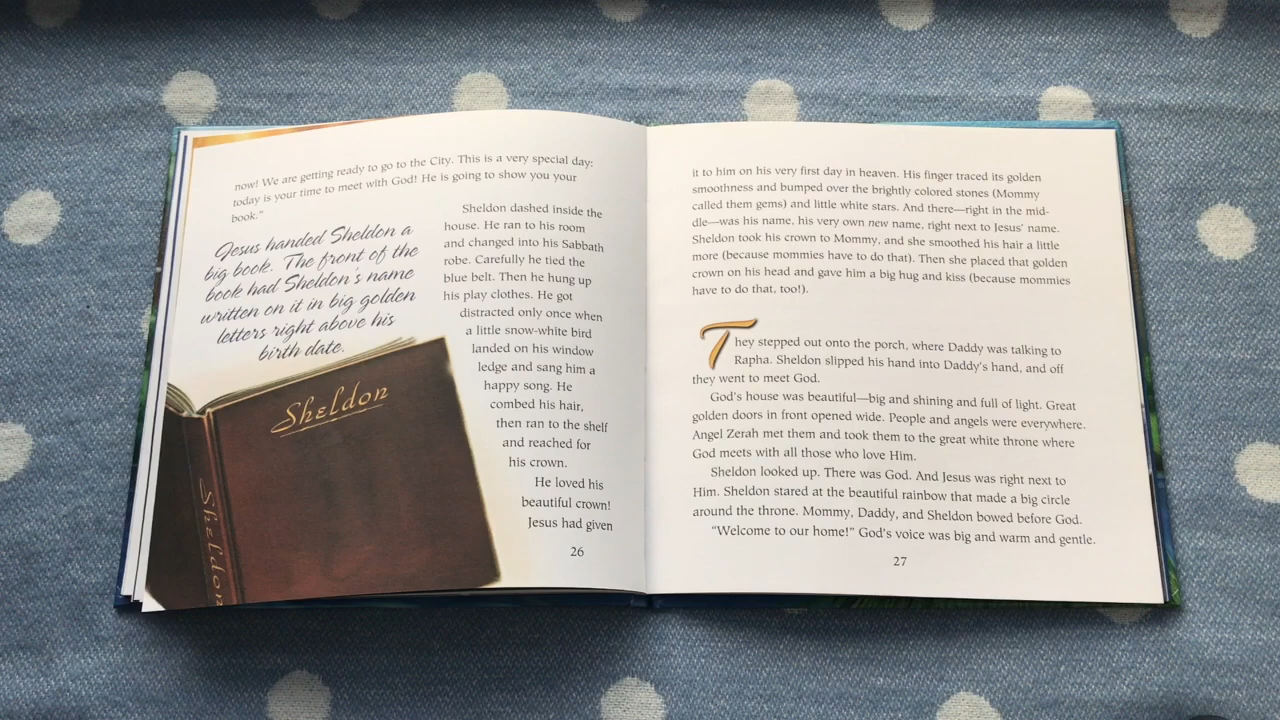 now! We are getting ready to go to the City. This is a very special day:
today is your time to meet with God! He is going to show you your
book."
Jesus handed Sheldon a
big book. The front of the
book had Sheldon's name
written on it in big golden
letters right above his
birth date.
Sheldon
Sheldon
Sheldon dashed inside the
house. He ran to his room
and changed into his Sabbath
robe. Carefully he tied the
blue belt. Then he hung up
his play clothes. He got
distracted only once when
a little snow-white bird
landed on his window
ledge and sang him a
happy song. He
combed his hair,
then ran to the shelf
and reached for
his crown.
He loved his
beautiful crown!
Jesus had given
26
it to him on his very first day in heaven. His finger traced its golden
smoothness and bumped over the brightly colored stones (Mommy
called them gems) and little white stars. And there—right in the mid-
dle—was his name, his very own new name, right next to Jesus' name.
Sheldon took his crown to Mommy, and she smoothed his hair a little
more (because mommies have to do that). Then she placed that golden
crown on his head and gave him a big hug and kiss (because mommies
have to do that, too!).
They stepped out onto the porch, where Daddy was talking to
Rapha. Sheldon slipped his hand into Daddy's hand, and off
they went to meet God.
God's house was beautiful—big and shining and full of light. Great
golden doors in front opened wide. People and angels were everywhere.
Angel Zerah met them and took them to the great white throne where
God meets with all those who love Him.
Sheldon looked up. There was God. And Jesus was right next to
Him. Sheldon stared at the beautiful rainbow that made a big circle
around the throne. Mommy, Daddy, and Sheldon bowed before God.
"Welcome to our home!" God's voice was big and warm and gentle.
27